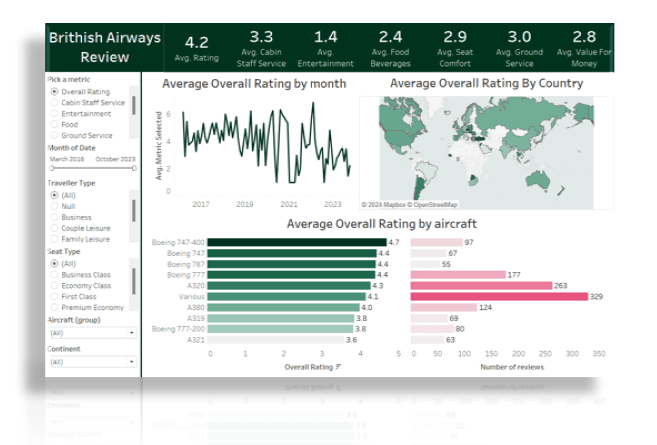 Brithish Airways
Review
4.2
Avg. Rating
3.3
Avg. Cabin
Staff Service
1.4
Avg.
Entertainment
2.4
Avg. Food
Beverages
2.9
Avg. Seat
Comfort
3.0
Avg. Ground
Service
2.8
Avg. Value For
Money
Pick a metric
Overall Rating
Cabin Staff Service
Entertainment
Food
Ground Service
Month of Date
March 2016 October 2023
Traveller Type
(All)
Null
Business
Couple Leisure
Family Leisure
Seat Type
(All)
Business Class
Economy Class
First Class
Premium Economy
Aircraft (group)
(All)
Continent
(All)
Average Overall Rating by month
Avg. Metric Selected
6
4
2
0
2017 2019 2021 2023
Average Overall Rating By Country
© 2024 Mapbox © OpenStreetMap
Average Overall Rating by aircraft
Boeing 747-400 4.7 97
Boeing 747 4.4 67
Boeing 787 4.4 55
Boeing 777 4.4 177
A320 4.3 263
Various 4.1 329
A380 4.0 124
A319 3.8 69
Boeing 777-200 3.8 80
A321 3.6 63
0 1 2 3 4 5 0 50 100 150 200 250 300 350
Overall Rating Number of reviews